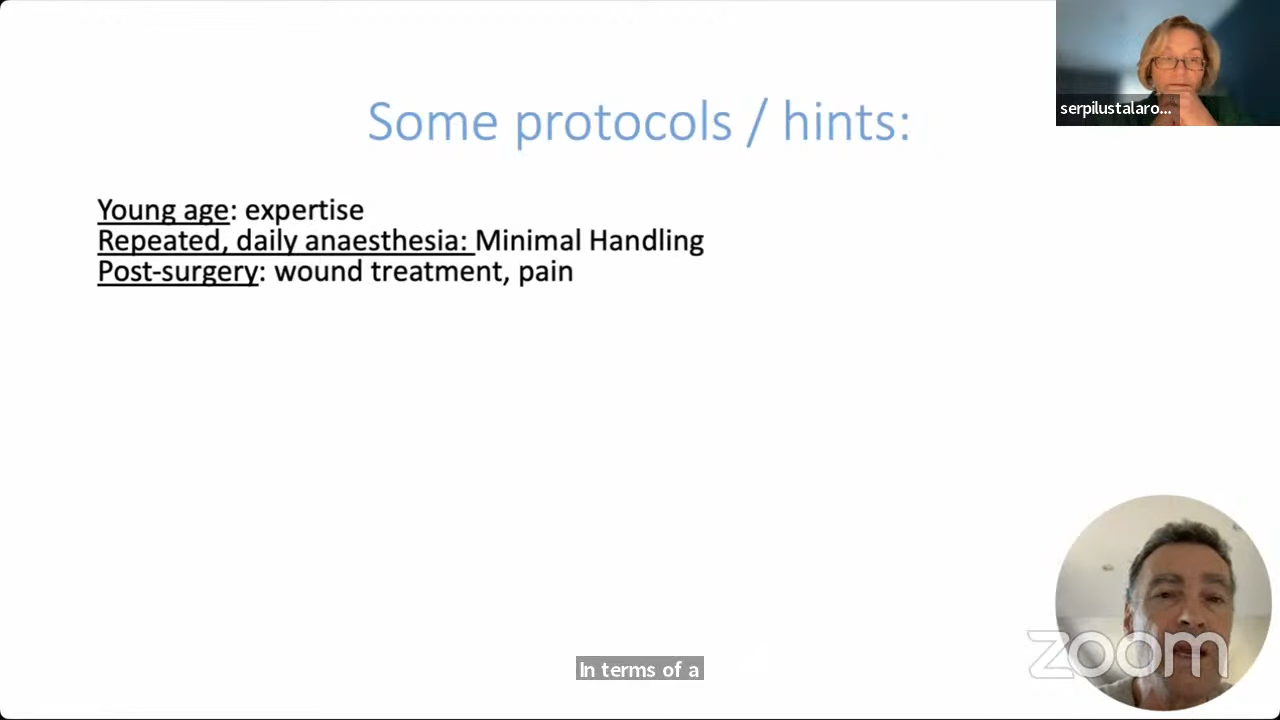 serpilustalaro...
Some protocols / hints:
Young age: expertise
Repeated, daily anaesthesia: Minimal Handling
Post-surgery: wound treatment, pain
zoom
In terms of a